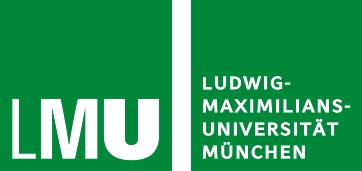 LMU
LUDWIG-
MAXIMILIANS-
UNIVERSITÄT
MÜNCHEN